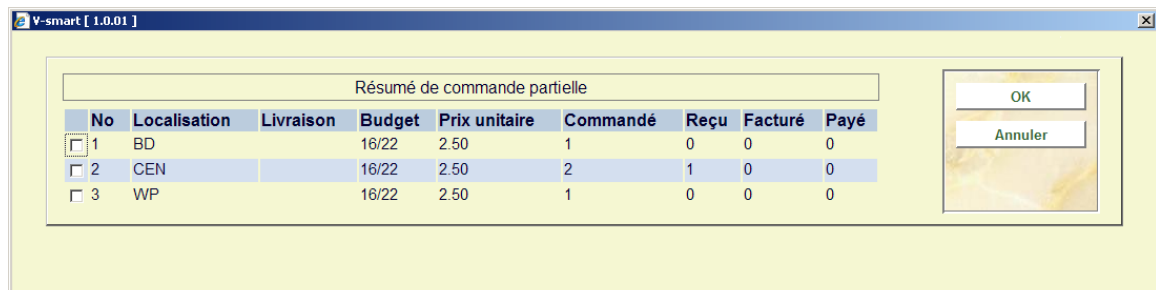 V-smart [ 1.0.01 ]
Résumé de commande partielle
No Localisation Livraison Budget Prix unitaire Commandé Reçu Facturé Payé
1 BD 16/22 2.50 1 0 0 0
2 CEN 16/22 2.50 2 1 0 0
3 WP 16/22 2.50 1 0 0 0
OK
Annuler